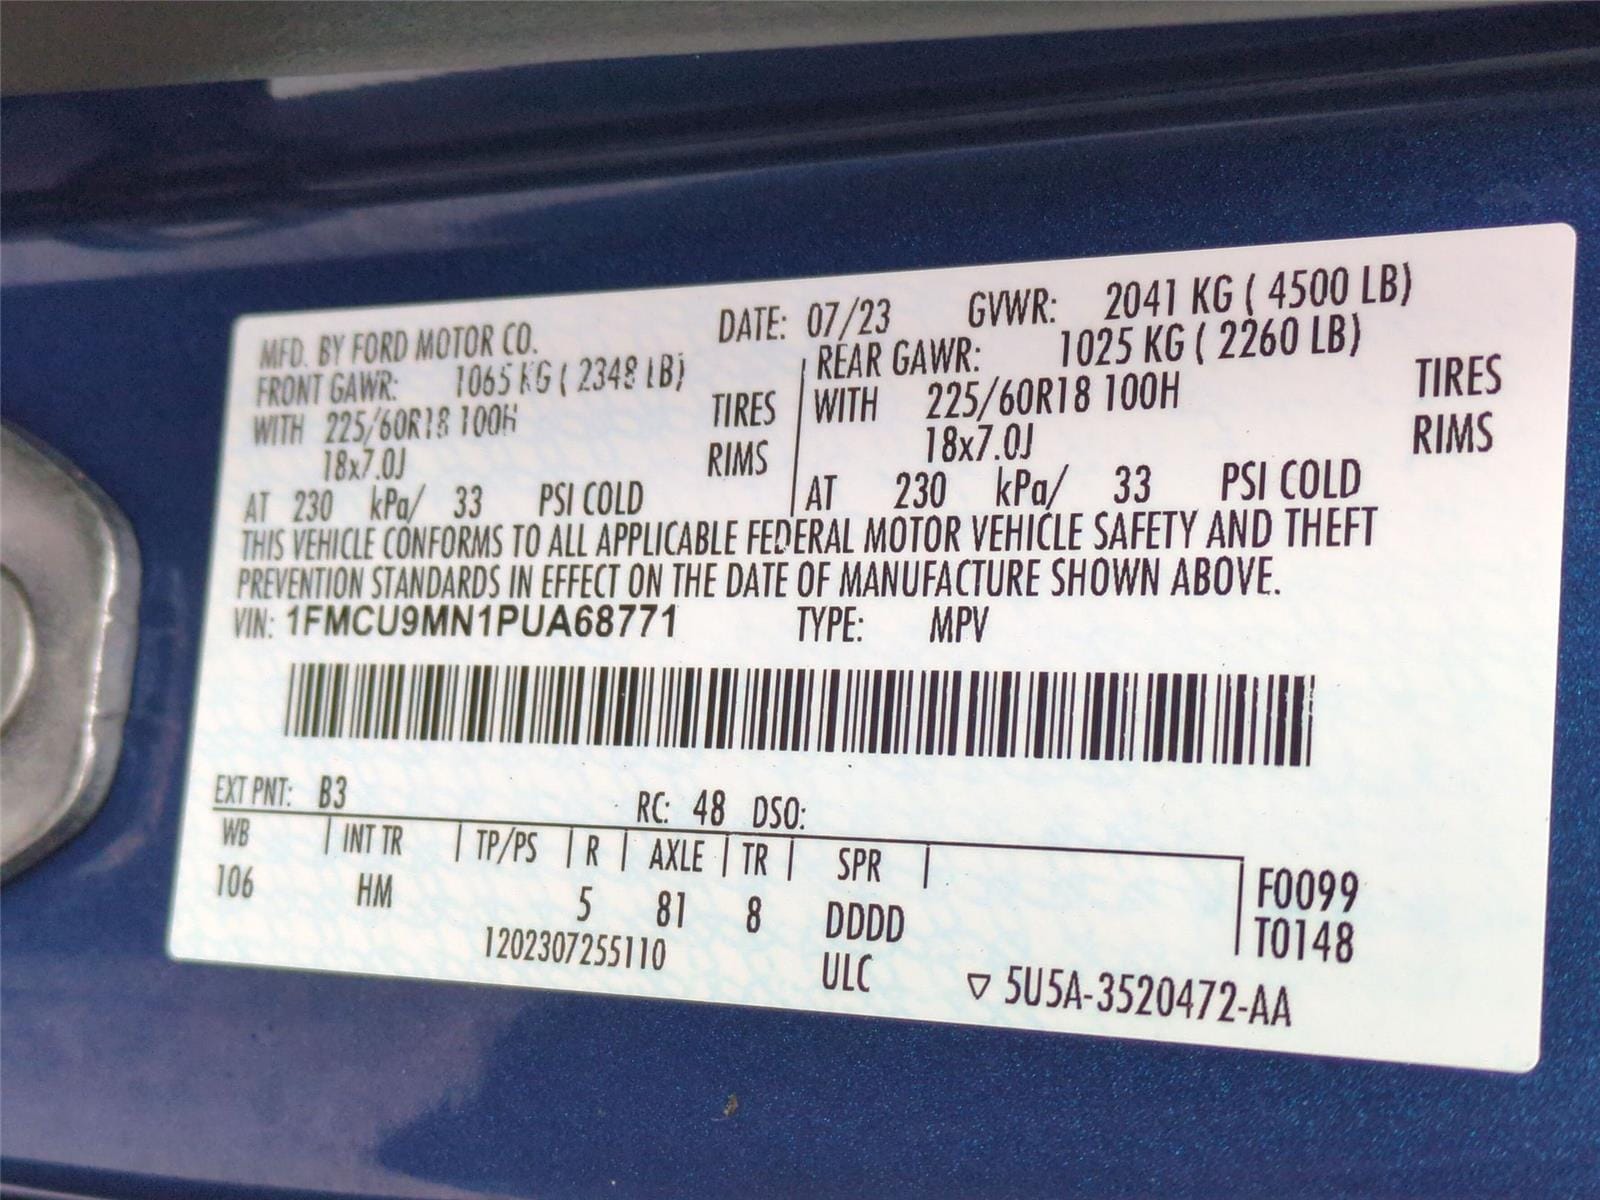 MFD. BY FORD MOTOR CO. DATE: 07/23 GVWR: 2041 KG ( 4500 LB)
FRONT GAWR: 1065 KG ( 2348 LB) REAR GAWR: 1025 KG ( 2260 LB)
WITH 225/60R18 100H TIRES WITH 225/60R18 100H TIRES
18x7.0J RIMS 18x7.0J RIMS
AT 230 kPa/ 33 PSI COLD AT 230 kPa/ 33 PSI COLD
THIS VEHICLE CONFORMS TO ALL APPLICABLE FEDERAL MOTOR VEHICLE SAFETY AND THEFT
PREVENTION STANDARDS IN EFFECT ON THE DATE OF MANUFACTURE SHOWN ABOVE.
VIN: 1FMCU9MN1PUA68771 TYPE: MPV
EXT PNT: B3 RC: 48 DSO:
WB INT TR TP/PS R AXLE TR SPR F0099
106 HM 5 81 8 DDDD T0148
1202307255110 ULC ▽ 5U5A-3520472-AA